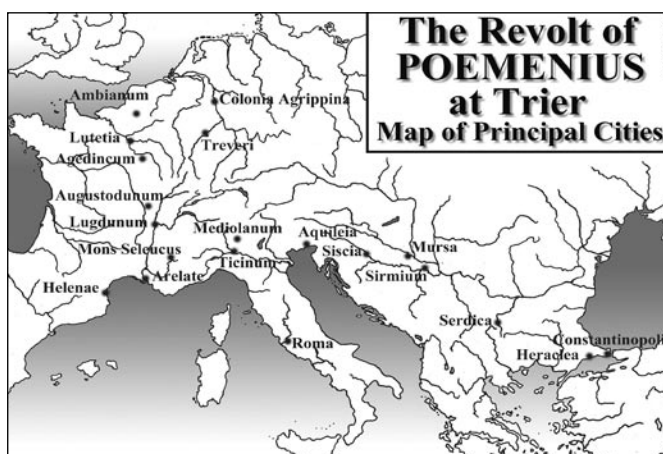 The Revolt of
POEMENIUS
at Trier
Map of Principal Cities
Ambianum
Colonia Agrippina
Lutetia
Treveri
Agedincum
Augustodunum
Lugdunum
Mediolanum
Aquileia
Mursa
Mons Seleucus
Siscia
Ticinum
Sirmium
Helenae
Arelate
Serdica
Constantinopoli
Roma
Heraclea